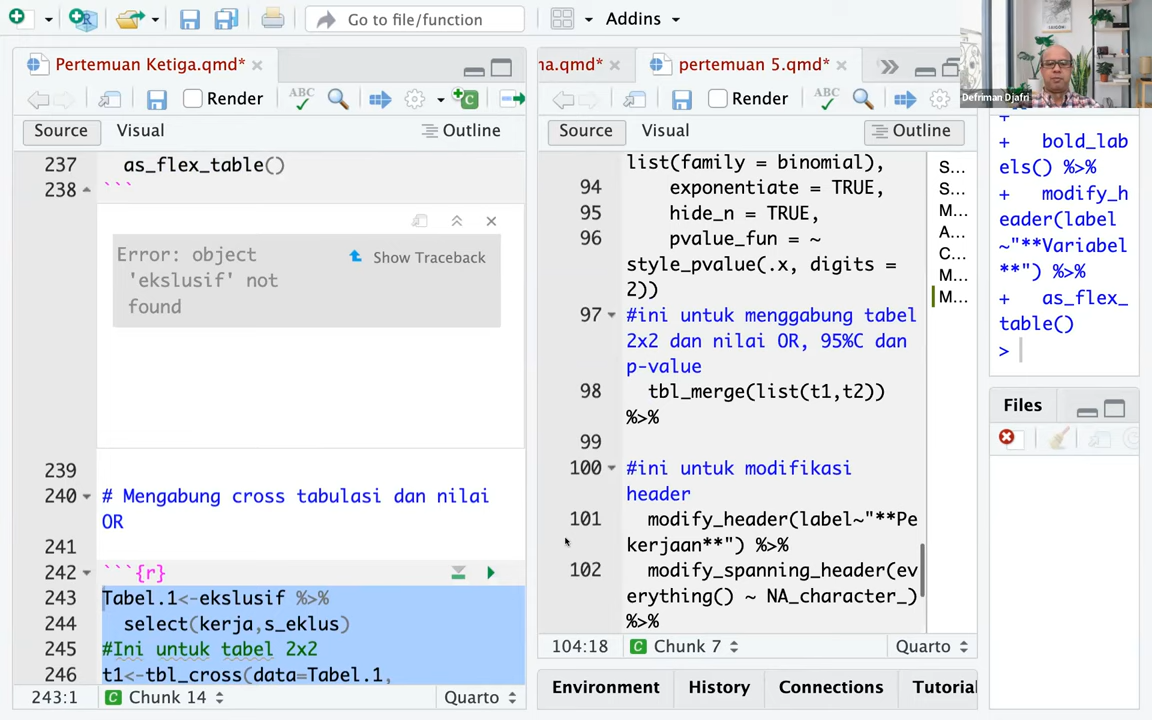 Go to file/function
Addins
Defriman Djafri
Pertemuan Ketiga.qmd*
Render
ABC
Source
Visual
Outline
237 as_flex_table()
238 ```
Error: object
'ekslusif' not
found
Show Traceback
239
240 # Mengabung cross tabulasi dan nilai
OR
241
242 ```{r}
243 Tabel.1<-ekslusif %>%
244 select(kerja,s_eklus)
245 #Ini untuk tabel 2x2
246 t1<-tbl_cross(data=Tabel.1,
243:1
C Chunk 14
Quarto
na.qmd*
pertemuan 5.qmd*
Render
ABC
Source
Visual
Outline
list(family = binomial),
94 exponentiate = TRUE,
95 hide_n = TRUE,
96 pvalue_fun = ~
style_pvalue(.x, digits =
2))
97 #ini untuk menggabung tabel
2x2 dan nilai OR, 95%C dan
p-value
98 tbl_merge(list(t1,t2))
%>%
99
100 #ini untuk modifikasi
header
101 modify_header(label~"**Pe
kerjaan**") %>%
102 modify_spanning_header(ev
erything() ~ NA_character_)
%>%
S...
S...
M...
A...
C...
M...
M...
104:18
C Chunk 7
Quarto
Environment
History
Connections
Tutorial
+
+ bold_lab
els() %>%
+ modify_h
eader(label
~"**Variabel
**") %>%
+ as_flex_
table()
>
Files